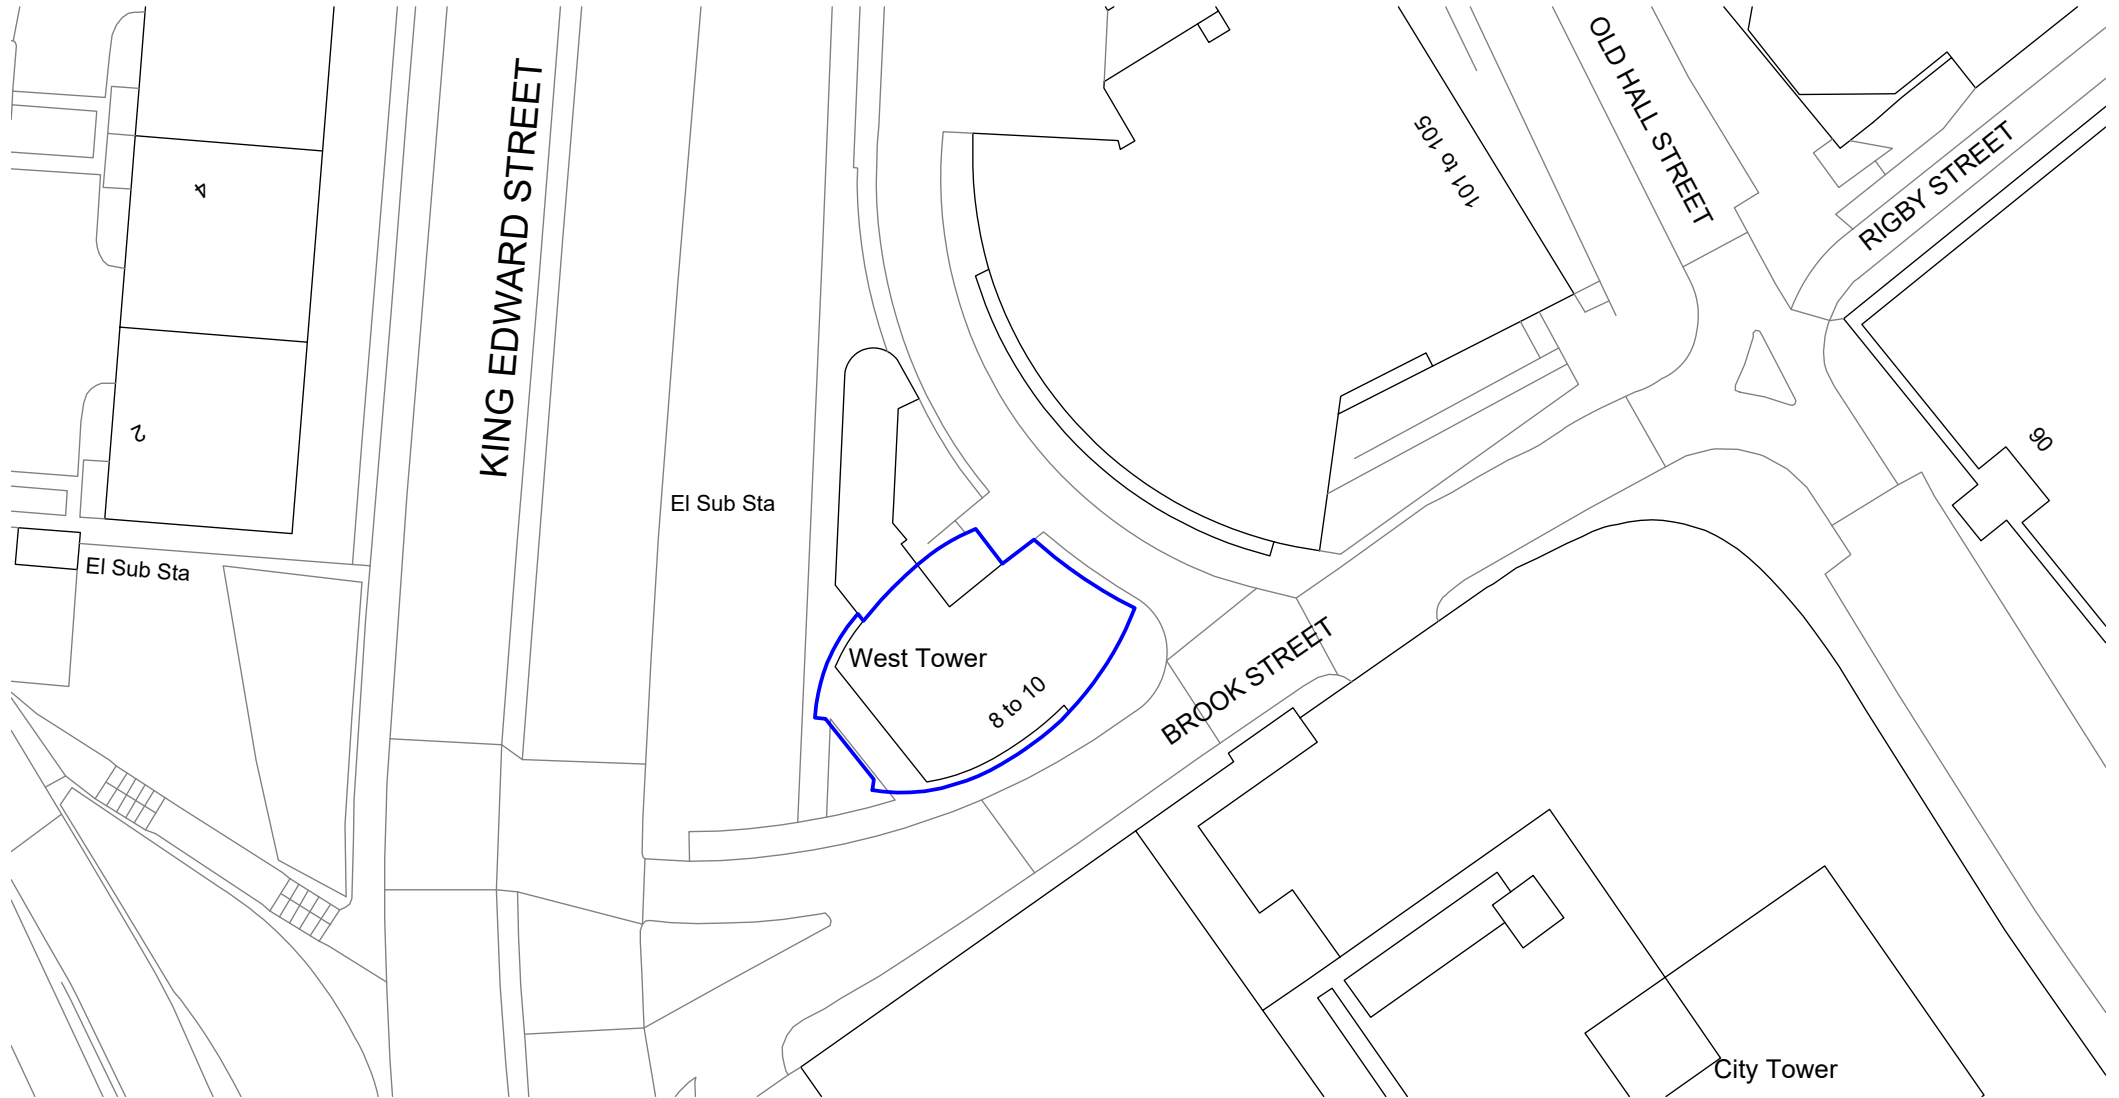 KING EDWARD STREET
OLD HALL STREET
RIGBY STREET
101 to 105
4
2
90
El Sub Sta
El Sub Sta
West Tower
8 to 10
BROOK STREET
City Tower